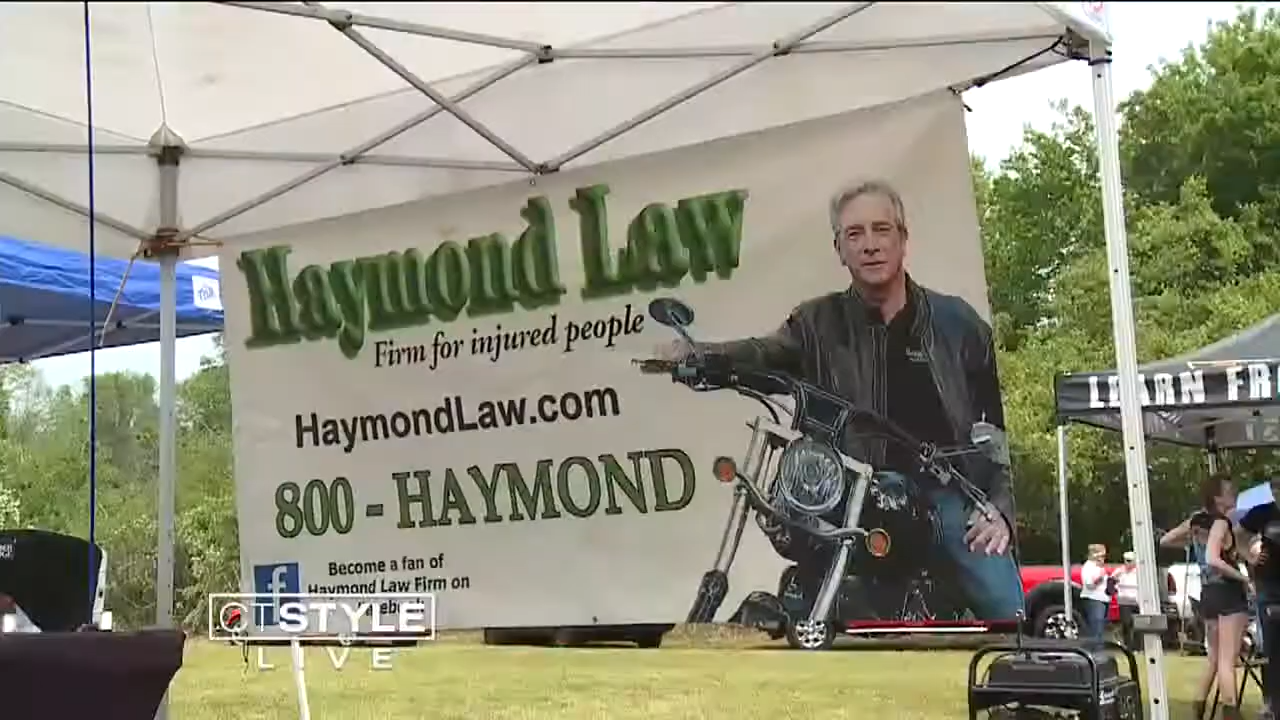 Haymond Law
Firm for injured people
HaymondLaw.com
800 - HAYMOND
f
Become a fan of
Haymond Law Firm on
CT STYLE
LIVE
LEARN FR